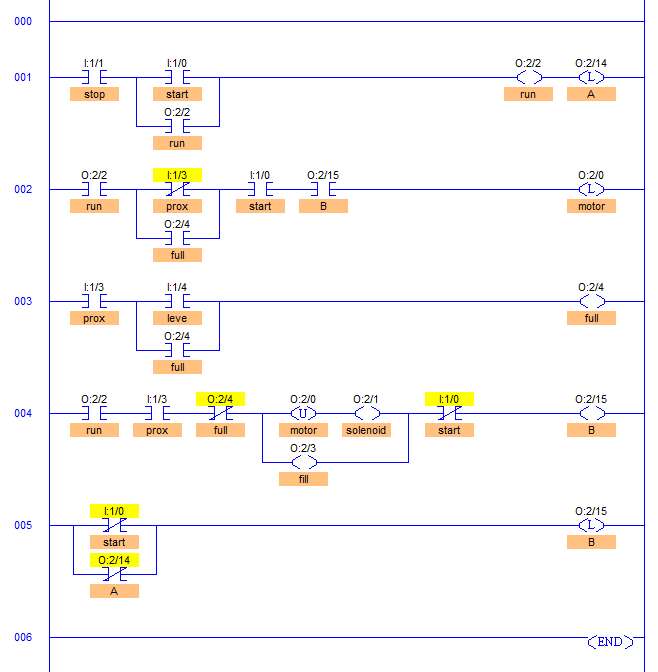 000
I:1/1 I:1/0 O:2/2 O:2/14
001 L
stop start run A
O:2/2
run
O:2/2 I:1/3 I:1/0 O:2/15 O:2/0
002 L
run prox start B motor
O:2/4
full
I:1/3 I:1/4 O:2/4
003
prox leve full
O:2/4
full
O:2/2 I:1/3 O:2/4 O:2/0 O:2/1 I:1/0 O:2/15
004 U
run prox full motor solenoid start B
O:2/3
fill
I:1/0 O:2/15
005 L
start B
O:2/14
A
006 END